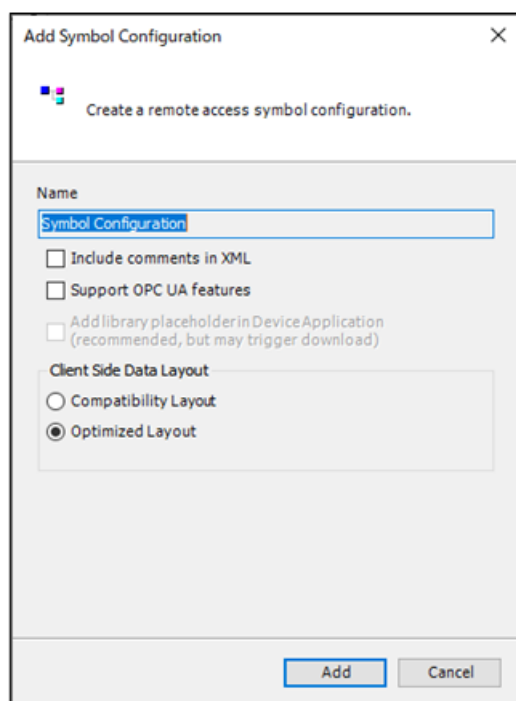 Add Symbol Configuration
Create a remote access symbol configuration.
Name
Symbol Configuration
Include comments in XML
Support OPC UA features
Add library placeholder in Device Application
(recommended, but may trigger download)
Client Side Data Layout
Compatibility Layout
Optimized Layout
Add
Cancel